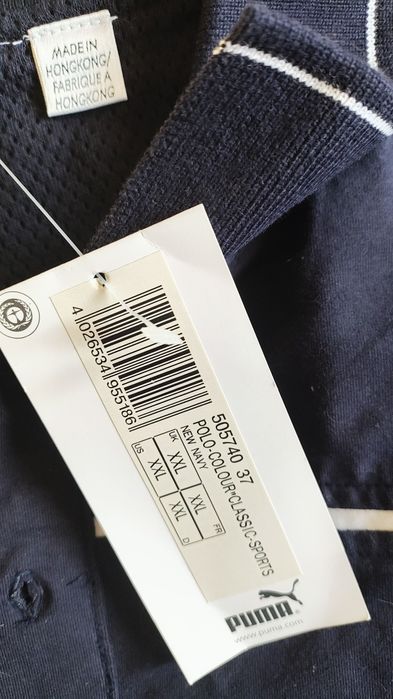 MADE IN
HONGKONG/
FABRIQUE A
HONGKONG
4 026534 955186
505740 37
POLO-COLOUR"CLASSIC-SPORTS
NEW NAVY
UK XXL XXL FR
US XXL XXL D
PUMA®
www.puma.com